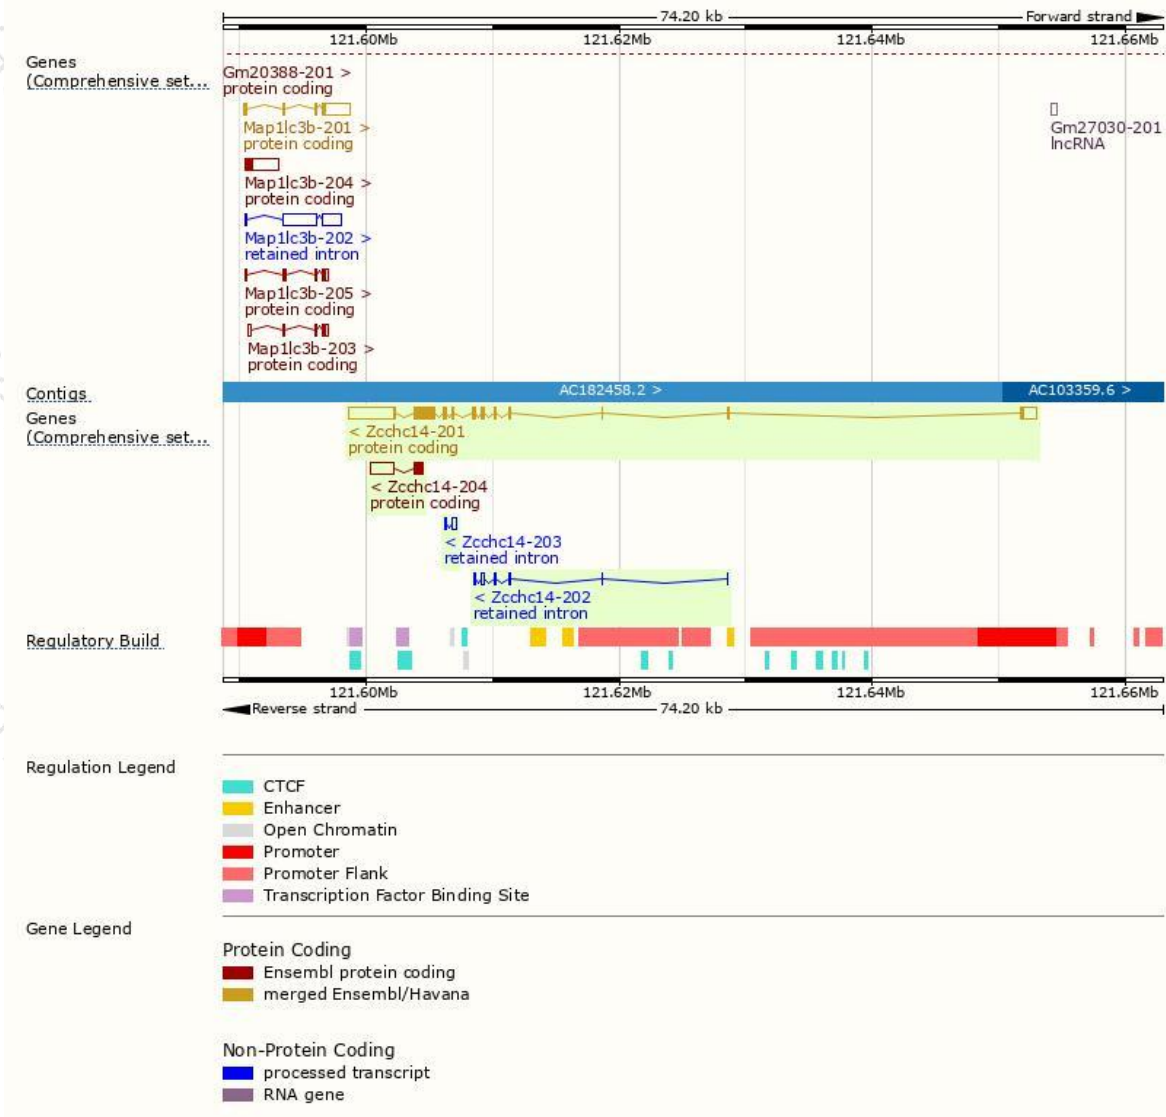 74.20 kb
Forward strand
121.60Mb 121.62Mb 121.64Mb 121.66Mb
Genes
(Comprehensive set...
Gm20388-201 >
protein coding
Map1lc3b-201 >
protein coding
Gm27030-201
lncRNA
Map1lc3b-204 >
protein coding
Map1lc3b-202 >
retained intron
Map1lc3b-205 >
protein coding
Map1lc3b-203 >
protein coding
Contigs
AC182458.2 >
AC103359.6 >
Genes
(Comprehensive set...
< Zcchc14-201
protein coding
< Zcchc14-204
protein coding
< Zcchc14-203
retained intron
< Zcchc14-202
retained intron
Regulatory Build
121.60Mb 121.62Mb 121.64Mb 121.66Mb
Reverse strand
74.20 kb
Regulation Legend
CTCF
Enhancer
Open Chromatin
Promoter
Promoter Flank
Transcription Factor Binding Site
Gene Legend
Protein Coding
Ensembl protein coding
merged Ensembl/Havana
Non-Protein Coding
processed transcript
RNA gene